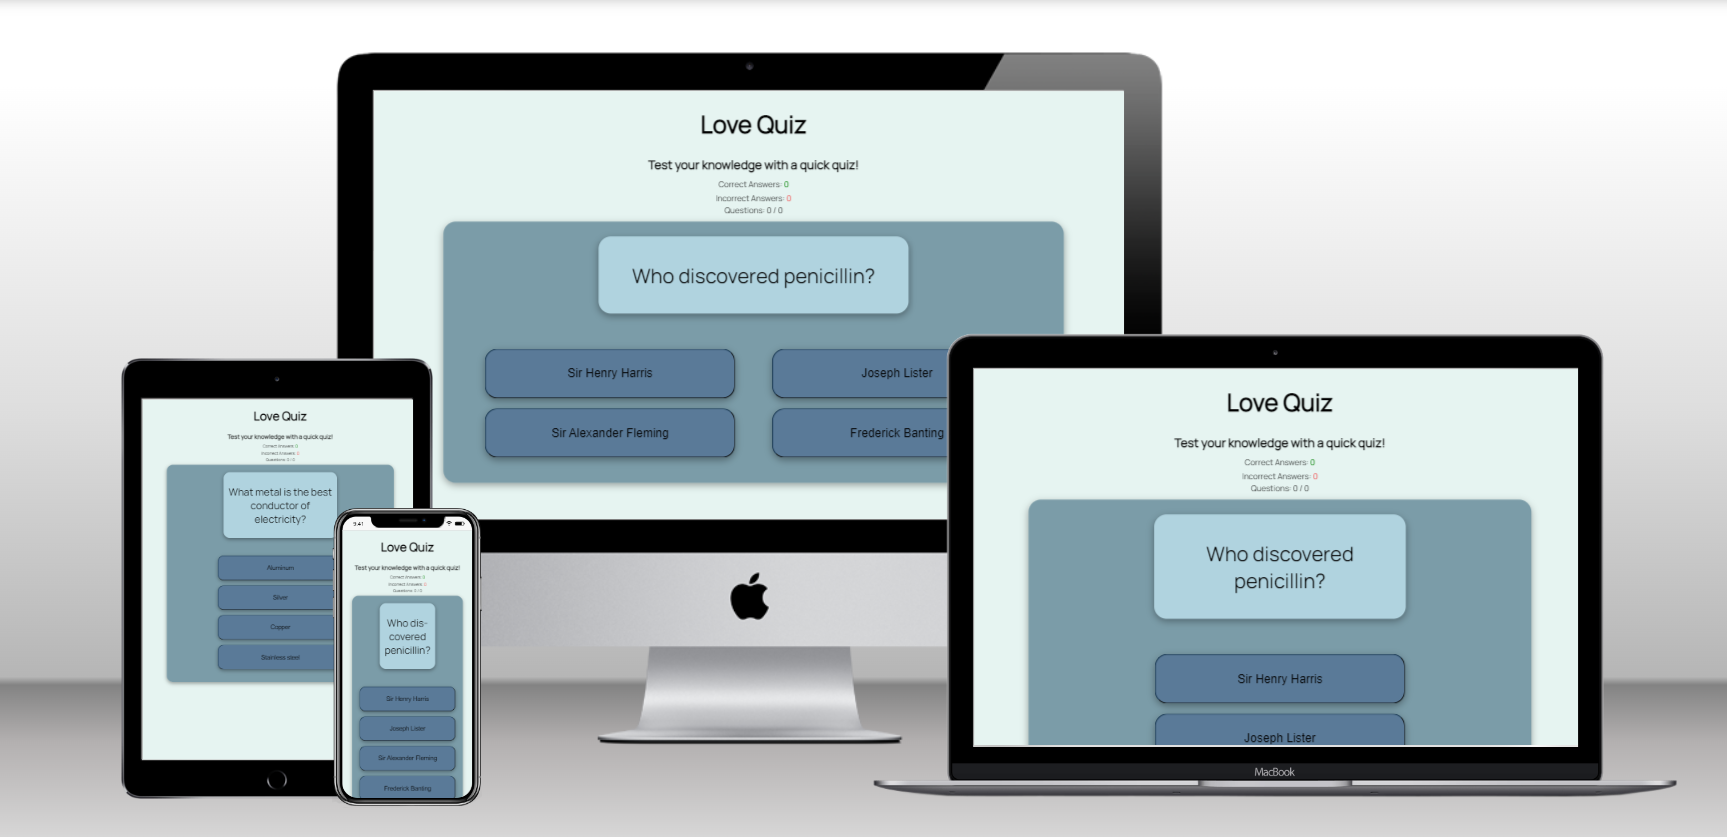 Love Quiz
Test your knowledge with a quick quiz!
Correct Answers: 0
Incorrect Answers: 0
Questions: 0 / 0
Who discovered penicillin?
Sir Henry Harris
Joseph Lister
Sir Alexander Fleming
Frederick Banting
Love Quiz
Test your knowledge with a quick quiz!
Correct Answers: 0
Incorrect Answers: 0
Questions: 0 / 0
What metal is the best
conductor of
electricity?
Aluminum
Silver
Copper
Stainless steel
9:41
Love Quiz
Test your knowledge with a quick quiz!
Correct Answers: 0
Incorrect Answers: 0
Questions: 0 / 0
Who dis-
covered
penicillin?
Sir Henry Harris
Joseph Lister
Sir Alexander Fleming
Frederick Banting
Love Quiz
Test your knowledge with a quick quiz!
Correct Answers: 0
Incorrect Answers: 0
Questions: 0 / 0
Who discovered
penicillin?
Sir Henry Harris
Joseph Lister
MacBook